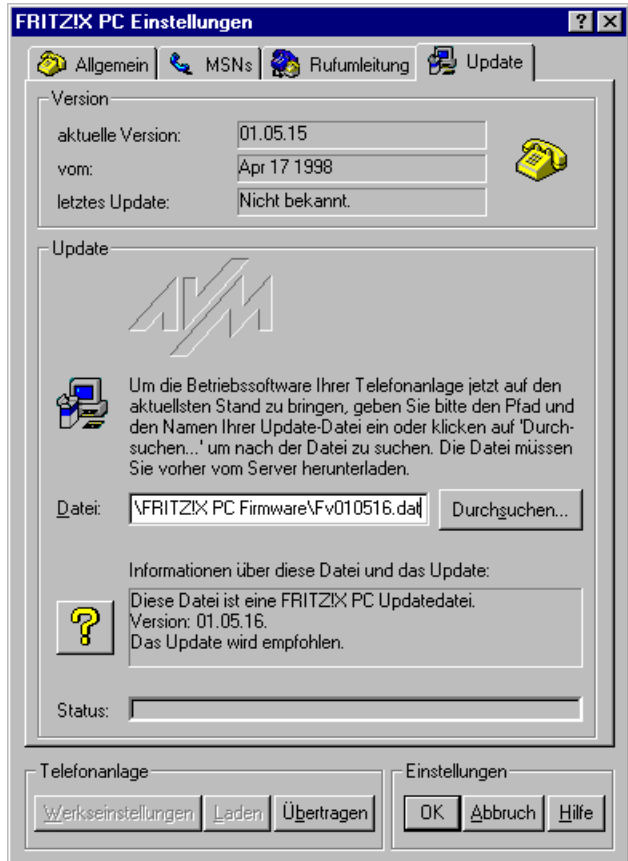 FRITZ!X PC Einstellungen
Allgemein MSNs Rufumleitung Update
Version
aktuelle Version: 01.05.15
vom: Apr 17 1998
letztes Update: Nicht bekannt.
Update
AVM
Um die Betriebssoftware Ihrer Telefonanlage jetzt auf den
aktuellsten Stand zu bringen, geben Sie bitte den Pfad und
den Namen Ihrer Update-Datei ein oder klicken auf 'Durch-
suchen...' um nach der Datei zu suchen. Die Datei müssen
Sie vorher vom Server herunterladen.
Datei: \FRITZ!X PC Firmware\Fv010516.dat Durchsuchen...
Informationen über diese Datei und das Update:
Diese Datei ist eine FRITZ!X PC Updatedatei.
Version: 01.05.16.
Das Update wird empfohlen.
Status:
Telefonanlage Einstellungen
Werkseinstellungen Laden Übertragen OK Abbruch Hilfe